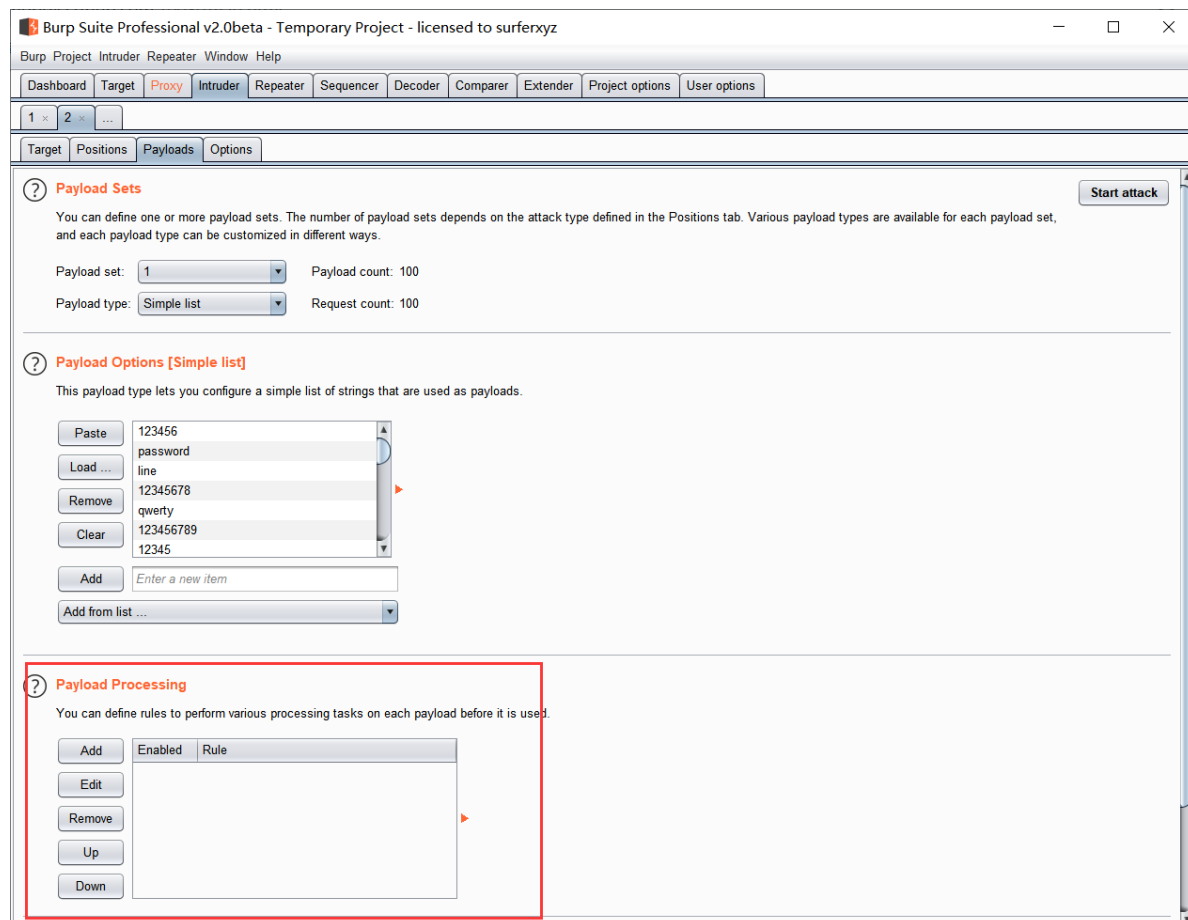 Burp Suite Professional v2.0beta - Temporary Project - licensed to surferxyz
Burp Project Intruder Repeater Window Help
Dashboard Target Proxy Intruder Repeater Sequencer Decoder Comparer Extender Project options User options
1 × 2 × ...
Target Positions Payloads Options
? Payload Sets
Start attack
You can define one or more payload sets. The number of payload sets depends on the attack type defined in the Positions tab. Various payload types are available for each payload set,
and each payload type can be customized in different ways.
Payload set: 1 Payload count: 100
Payload type: Simple list Request count: 100
? Payload Options [Simple list]
This payload type lets you configure a simple list of strings that are used as payloads.
Paste
Load ...
Remove
Clear
123456
password
line
12345678
qwerty
123456789
12345
Add Enter a new item
Add from list ...
? Payload Processing
You can define rules to perform various processing tasks on each payload before it is used.
Add
Edit
Remove
Up
Down
Enabled Rule